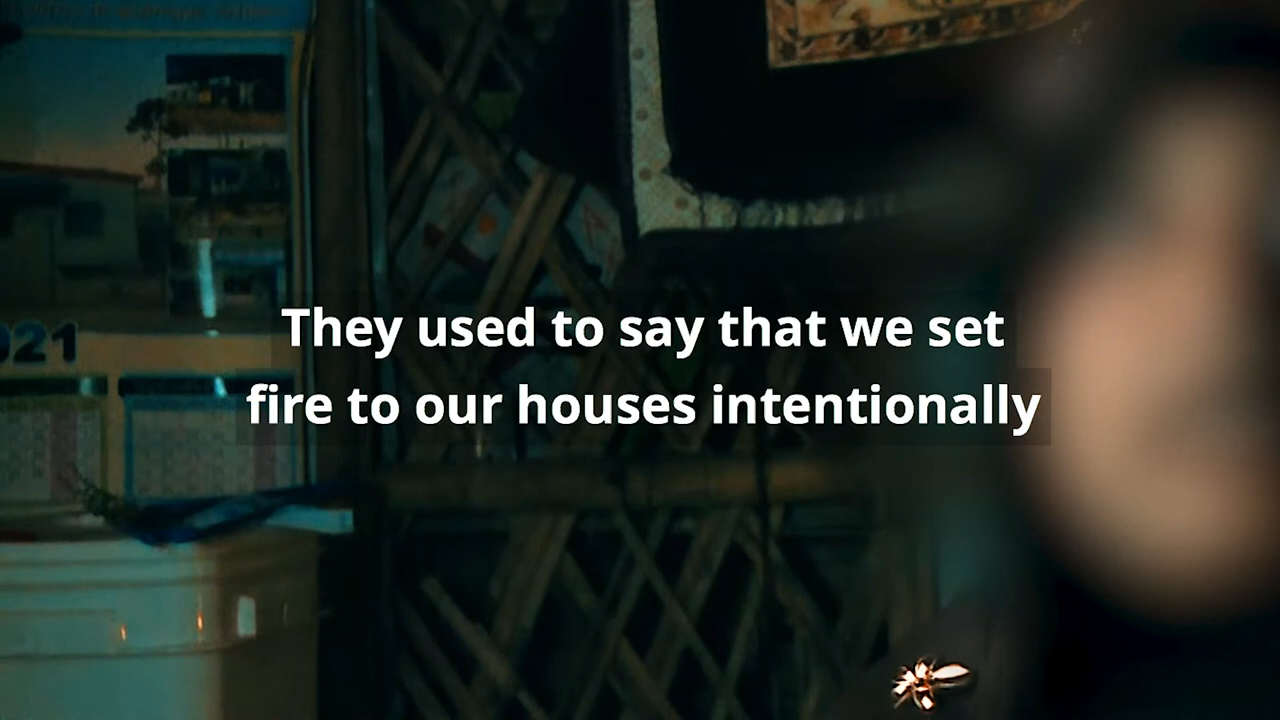 021
They used to say that we set
fire to our houses intentionally